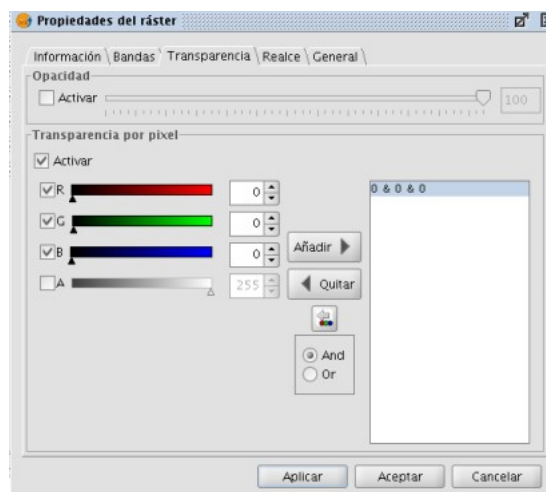 Propiedades del ráster
Información Bandas Transparencia Realce General
Opacidad
Activar 100
Transparencia por pixel
Activar
R 0
0 & 0 & 0
G 0
B 0
Añadir
A 255
Quitar
And
Or
Aplicar Aceptar Cancelar